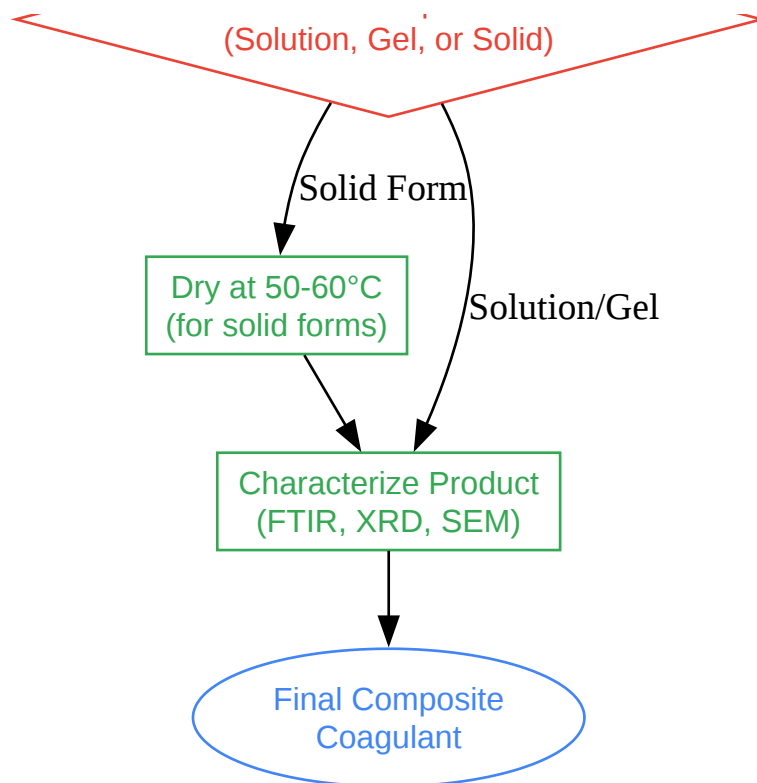 (Solution, Gel, or Solid)
Solid Form
Dry at 50-60°C
(for solid forms)
Solution/Gel
Characterize Product
(FTIR, XRD, SEM)
Final Composite
Coagulant